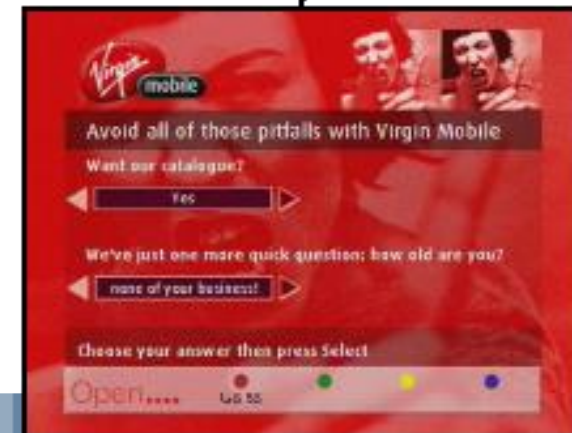 Virgin
mobile
Avoid all of those pitfalls with Virgin Mobile
Want our catalogue?
Yes
We've just one more quick question: how old are you?
none of your business!
Choose your answer then press Select
Open....